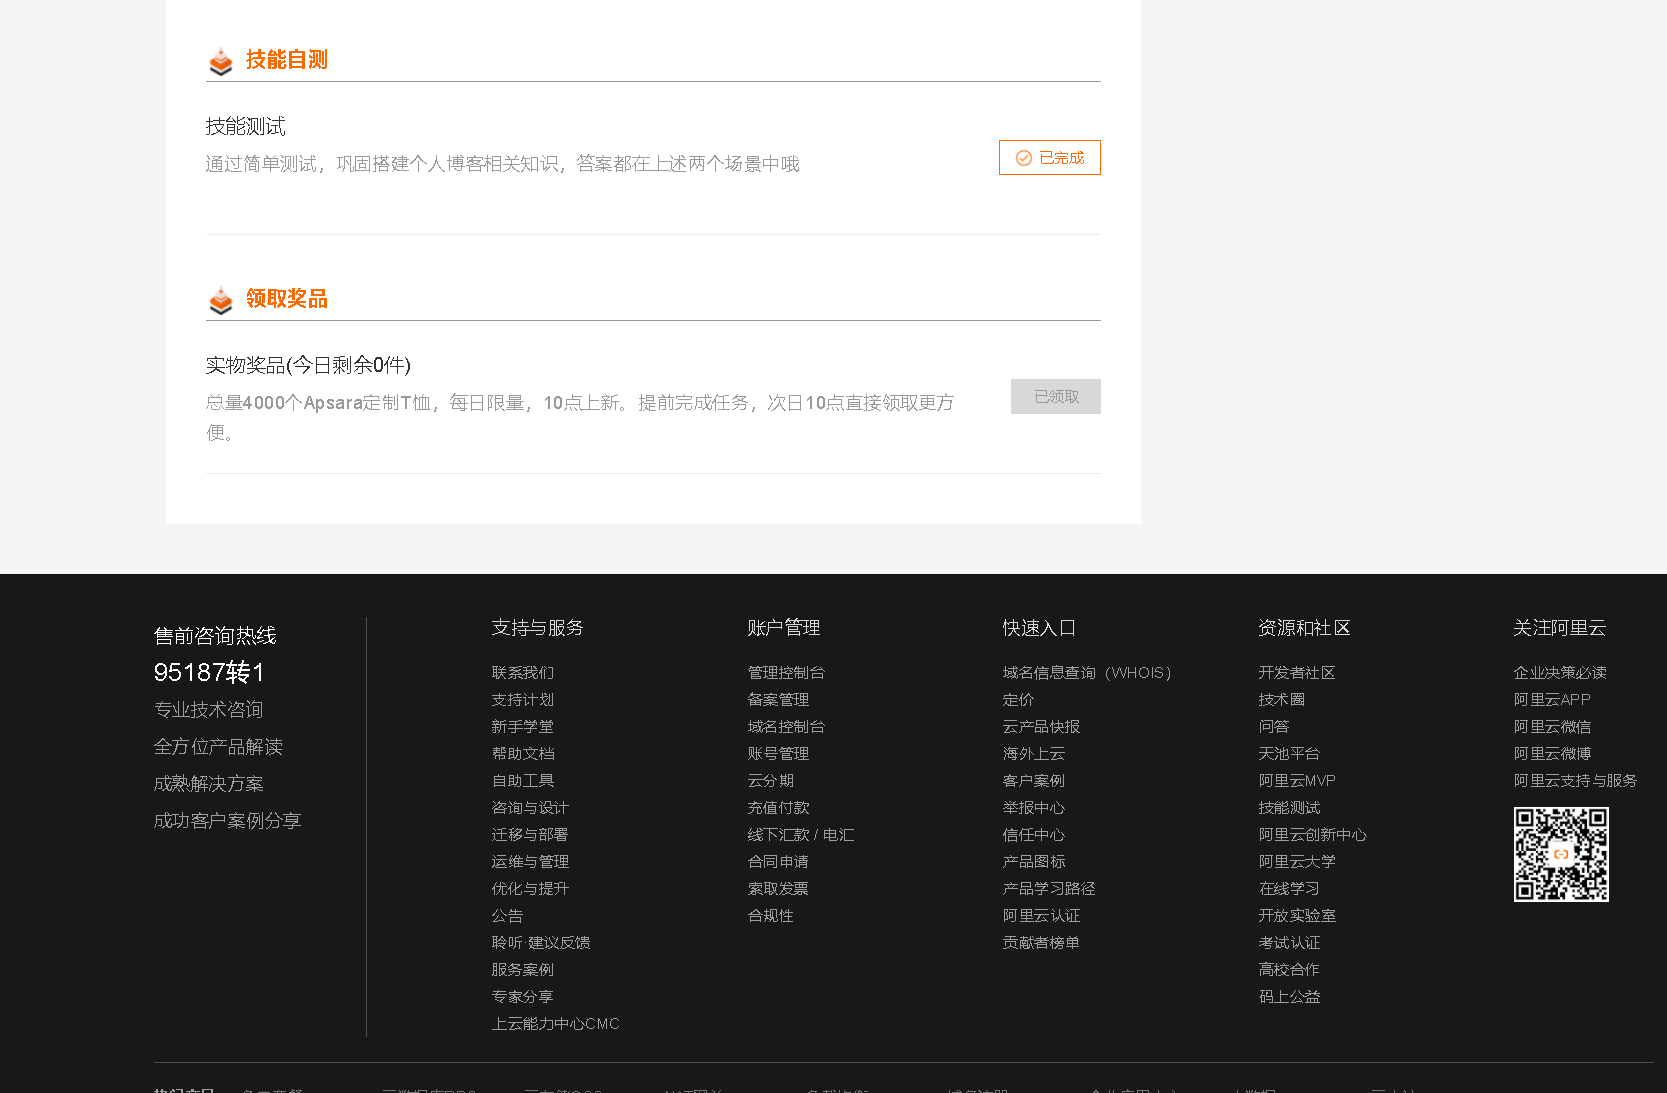 技能自测
技能测试
通过简单测试，巩固搭建个人博客相关知识，答案都在上述两个场景中哦
已完成
领取奖品
实物奖品(今日剩余0件)
总量4000个Apsara定制T恤，每日限量，10点上新。提前完成任务，次日10点直接领取更方
便。
已领取
售前咨询热线
95187转1
专业技术咨询
全方位产品解读
成熟解决方案
成功客户案例分享
支持与服务
联系我们
支持计划
新手学堂
帮助文档
自助工具
咨询与设计
迁移与部署
运维与管理
优化与提升
公告
聆听·建议反馈
服务案例
专家分享
上云能力中心CMC
账户管理
管理控制台
备案管理
域名控制台
账号管理
云分期
充值付款
线下汇款 / 电汇
合同申请
索取发票
合规性
快速入口
域名信息查询（WHOIS）
定价
云产品快报
海外上云
客户案例
举报中心
信任中心
产品图标
产品学习路径
阿里云认证
贡献者榜单
资源和社区
开发者社区
技术圈
问答
天池平台
阿里云MVP
技能测试
阿里云创新中心
阿里云大学
在线学习
开放实验室
考试认证
高校合作
码上公益
关注阿里云
企业决策必读
阿里云APP
阿里云微信
阿里云微博
阿里云支持与服务